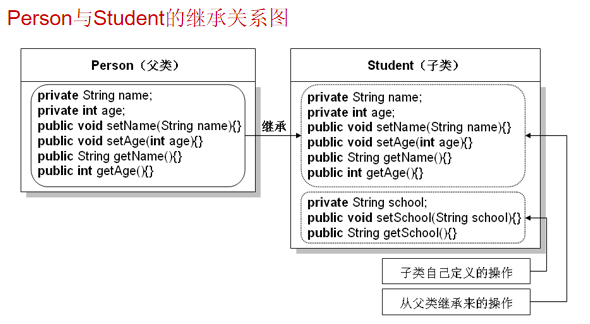 Person与Student的继承关系图
Person（父类）
private String name;
private int age;
public void setName(String name){}
public void setAge(int age){}
public String getName(){}
public int getAge(){}
继承
Student（子类）
private String name;
private int age;
public void setName(String name){}
public void setAge(int age){}
public String getName(){}
public int getAge(){}
private String school;
public void setSchool(String school){}
public String getSchool(){}
子类自己定义的操作
从父类继承来的操作